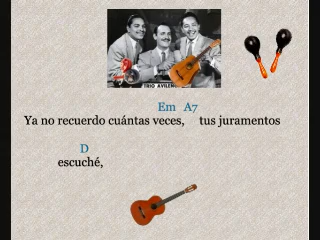 TRIO AVILEÑO
Em A7
Ya no recuerdo cuántas veces, tus juramentos
D
escuché,